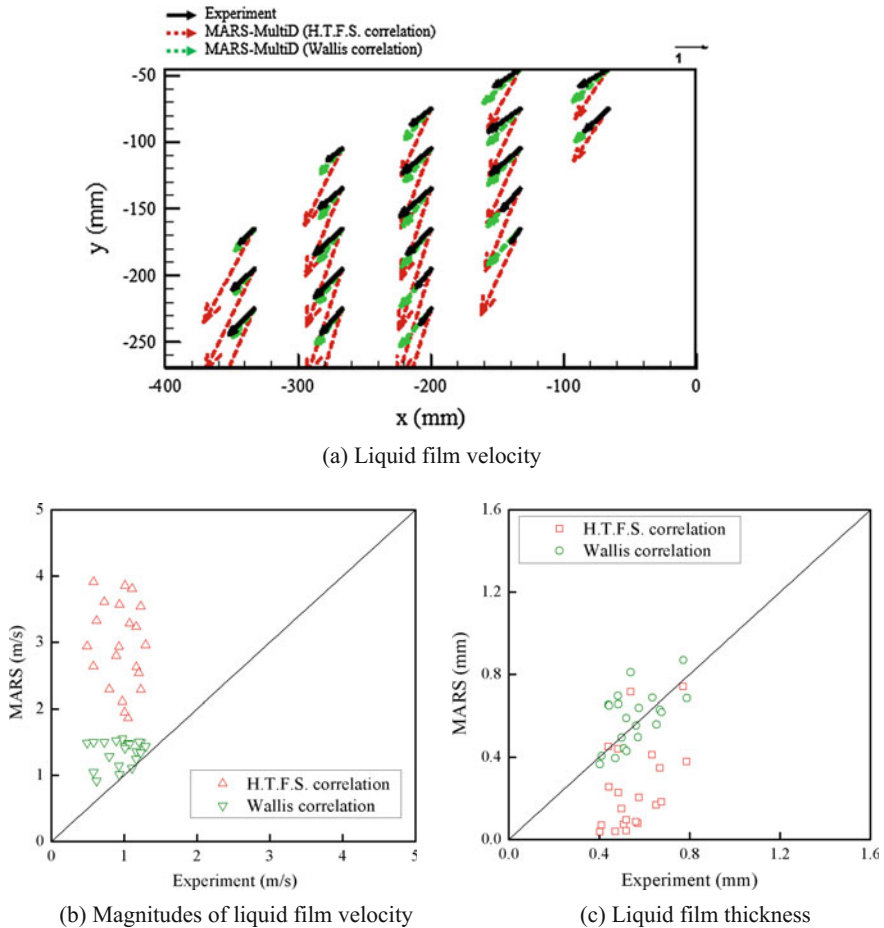 Experiment
MARS-MultiD (H.T.F.S. correlation)
MARS-MultiD (Wallis correlation)
1
-50
-100
-150
-200
-250
y (mm)
-400
-300
-200
-100
0
x (mm)
(a) Liquid film velocity
5
4
3
2
1
0
MARS (m/s)
H.T.F.S. correlation
Wallis correlation
0
1
2
3
4
5
Experiment (m/s)
(b) Magnitudes of liquid film velocity
1.6
1.2
0.8
0.4
0.0
MARS (mm)
H.T.F.S. correlation
Wallis correlation
0.0
0.4
0.8
1.2
1.6
Experiment (mm)
(c) Liquid film thickness